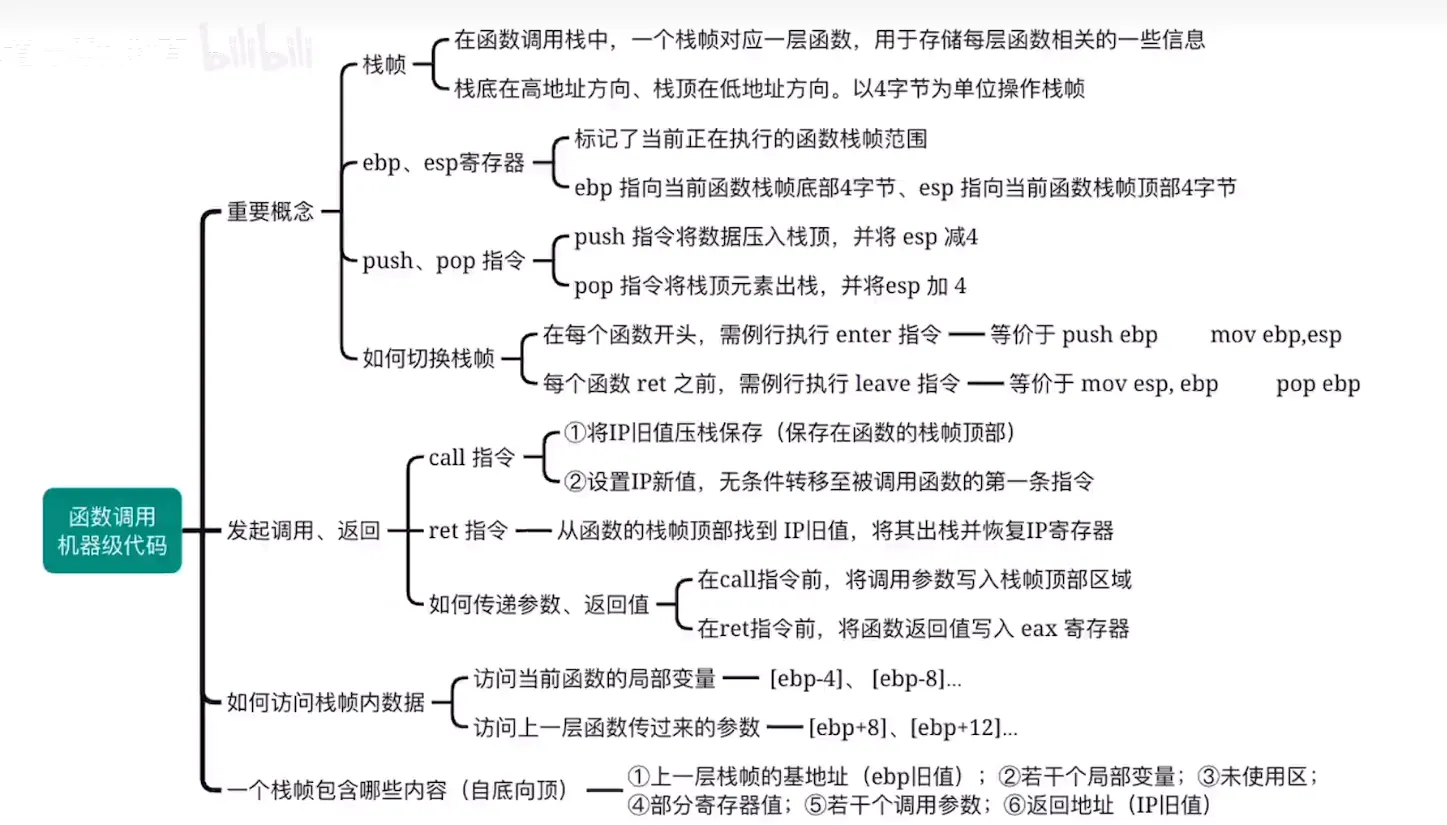 bilibili
栈帧
在函数调用栈中，一个栈帧对应一层函数，用于存储每层函数相关的一些信息
栈底在高地址方向、栈顶在低地址方向。以4字节为单位操作栈帧
ebp、esp寄存器
标记了当前正在执行的函数栈帧范围
ebp 指向当前函数栈帧底部4字节、esp 指向当前函数栈帧顶部4字节
重要概念
push、pop 指令
push 指令将数据压入栈顶，并将 esp 减4
pop 指令将栈顶元素出栈，并将esp 加 4
如何切换栈帧
在每个函数开头，需例行执行 enter 指令
等价于 push ebp mov ebp,esp
每个函数 ret 之前，需例行执行 leave 指令
等价于 mov esp, ebp pop ebp
函数调用
机器级代码
发起调用、返回
call 指令
①将IP旧值压栈保存（保存在函数的栈帧顶部）
②设置IP新值，无条件转移至被调用函数的第一条指令
ret 指令
从函数的栈帧顶部找到 IP旧值，将其出栈并恢复IP寄存器
如何传递参数、返回值
在call指令前，将调用参数写入栈帧顶部区域
在ret指令前，将函数返回值写入 eax 寄存器
如何访问栈帧内数据
访问当前函数的局部变量
[ebp-4]、 [ebp-8]...
访问上一层函数传过来的参数
[ebp+8]、[ebp+12]...
一个栈帧包含哪些内容（自底向顶）
①上一层栈帧的基地址（ebp旧值）；②若干个局部变量；③未使用区；
④部分寄存器值；⑤若干个调用参数；⑥返回地址（IP旧值）